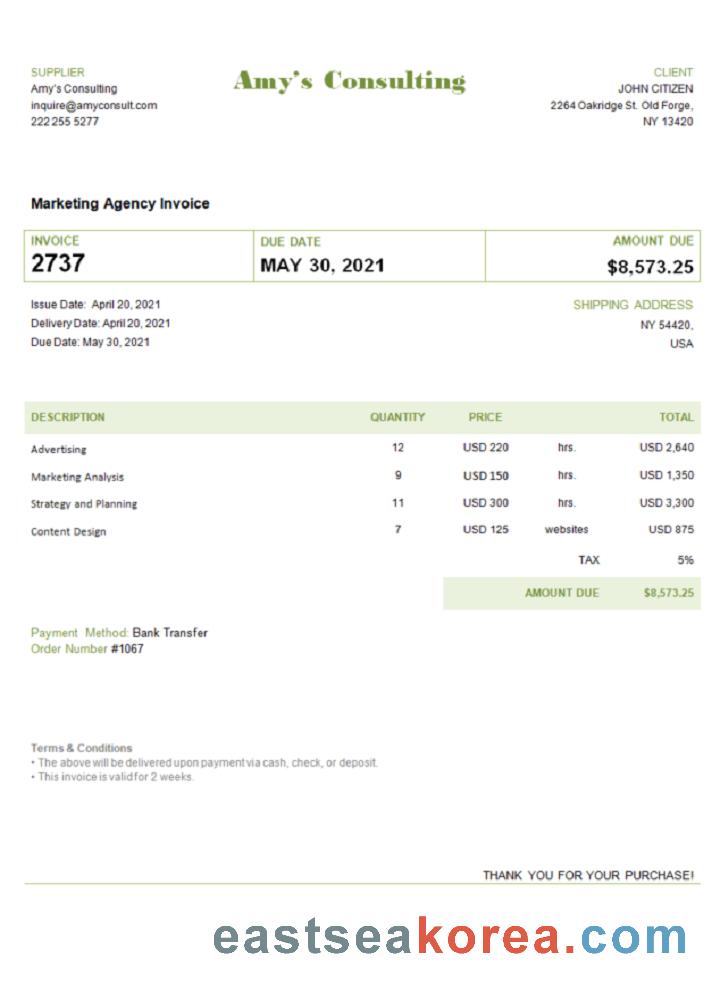 Amy's Consulting
SUPPLIER
Amy's Consulting
inquire@amyconsult.com
222 255 5277
CLIENT
JOHN CITIZEN
2264 Oakridge St. Old Forge,
NY 13420
Marketing Agency Invoice
INVOICE
2737
DUE DATE
MAY 30, 2021
AMOUNT DUE
$8,573.25
Issue Date: April 20, 2021
Delivery Date: April 20, 2021
Due Date: May 30, 2021
SHIPPING ADDRESS
NY 54420,
USA
DESCRIPTION QUANTITY PRICE TOTAL
Advertising 12 USD 220 hrs. USD 2,640
Marketing Analysis 9 USD 150 hrs. USD 1,350
Strategy and Planning 11 USD 300 hrs. USD 3,300
Content Design 7 USD 125 websites USD 875
TAX 5%
AMOUNT DUE $8,573.25
Payment Method: Bank Transfer
Order Number #1067
Terms & Conditions
• The above will be delivered upon payment via cash, check, or deposit.
• This invoice is valid for 2 weeks.
THANK YOU FOR YOUR PURCHASE!
eastseakorea.com